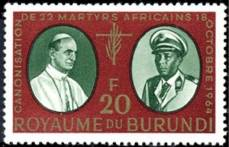 CANONISATION DE 22 MARTYRS AFRICAINS 18 OCTOBRE 1964
F
20
ROYAUME DU BURUNDI